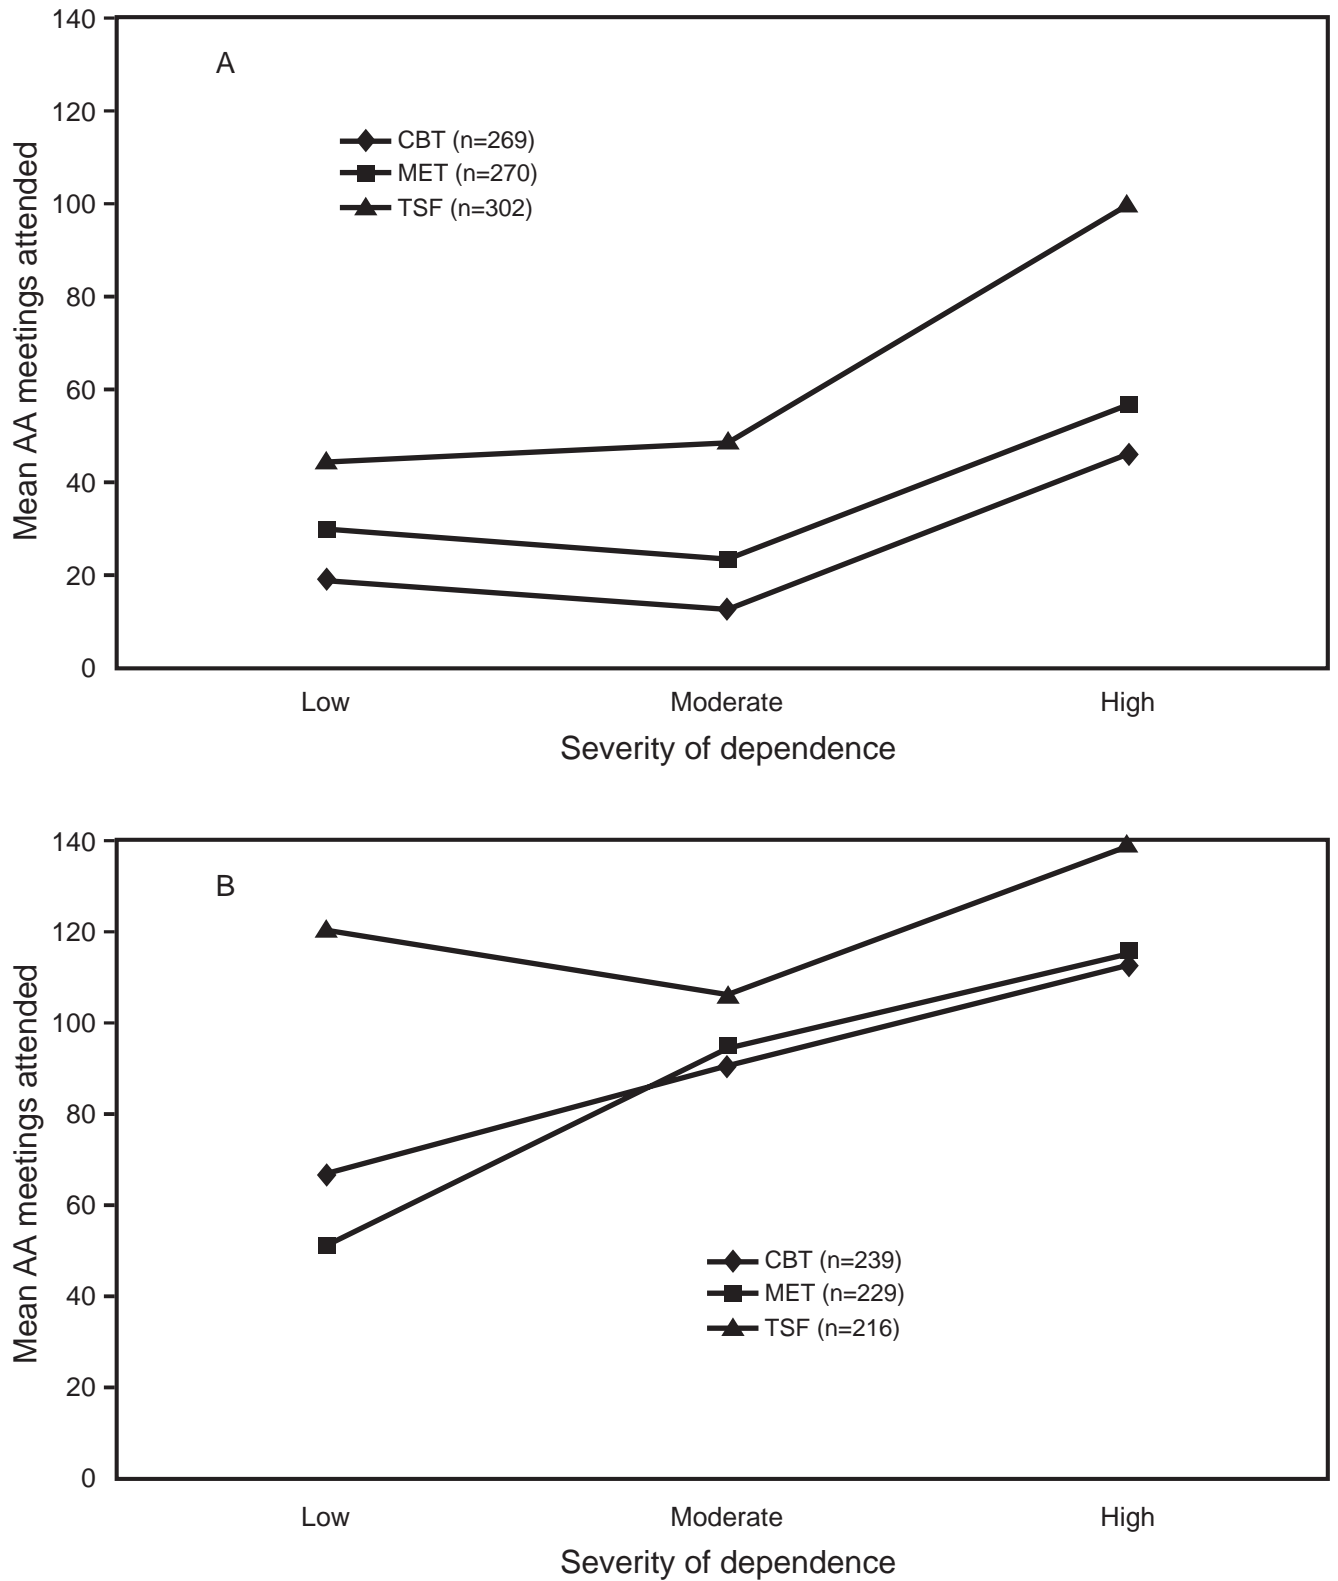 140
A
120
CBT (n=269)
MET (n=270)
100
TSF (n=302)
80
60
40
20
0
Mean AA meetings attended
Low Moderate High
Severity of dependence
140
B
120
100
80
60
CBT (n=239)
40
MET (n=229)
TSF (n=216)
20
0
Mean AA meetings attended
Low Moderate High
Severity of dependence